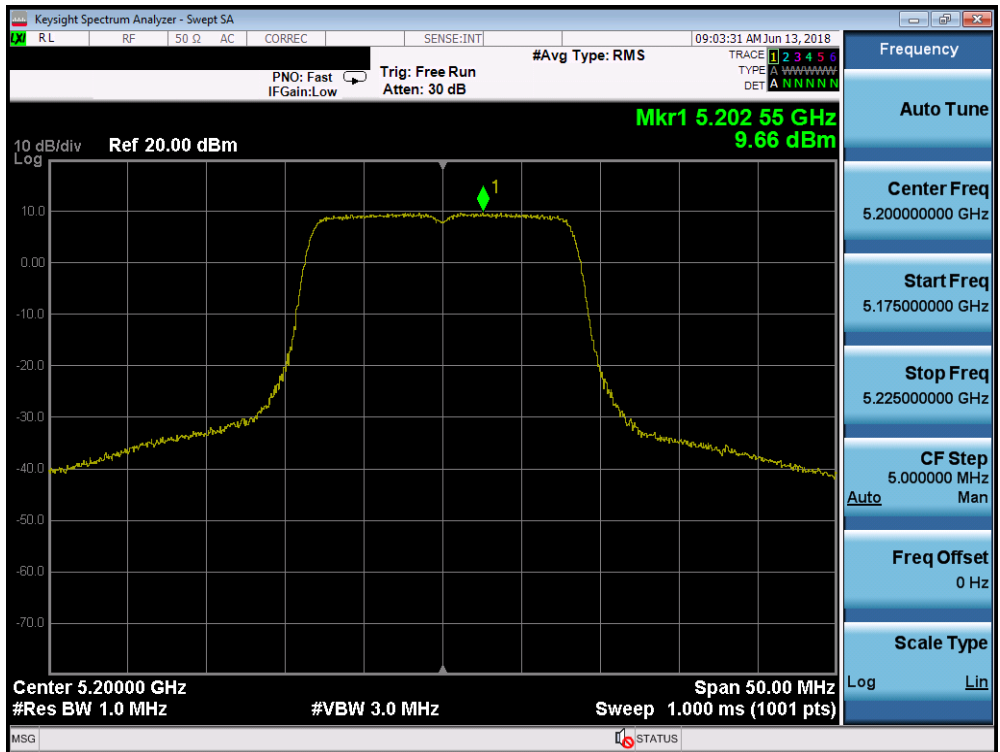 Keysight Spectrum Analyzer - Swept SA
LXI RL RF 50 Ω AC CORREC SENSE:INT 09:03:31 AM Jun 13, 2018
#Avg Type: RMS
TRACE 1 2 3 4 5 6
TYPE A WWWWW
DET A N N N N N
PNO: Fast
IFGain:Low
Trig: Free Run
Atten: 30 dB
Mkr1 5.202 55 GHz
9.66 dBm
10 dB/div
Log
Ref 20.00 dBm
1
10.0
0.00
-10.0
-20.0
-30.0
-40.0
-50.0
-60.0
-70.0
Center 5.20000 GHz
Span 50.00 MHz
#Res BW 1.0 MHz
#VBW 3.0 MHz
Sweep 1.000 ms (1001 pts)
MSG
STATUS
Frequency
Auto Tune
Center Freq
5.200000000 GHz
Start Freq
5.175000000 GHz
Stop Freq
5.225000000 GHz
CF Step
5.000000 MHz
Auto Man
Freq Offset
0 Hz
Scale Type
Log Lin